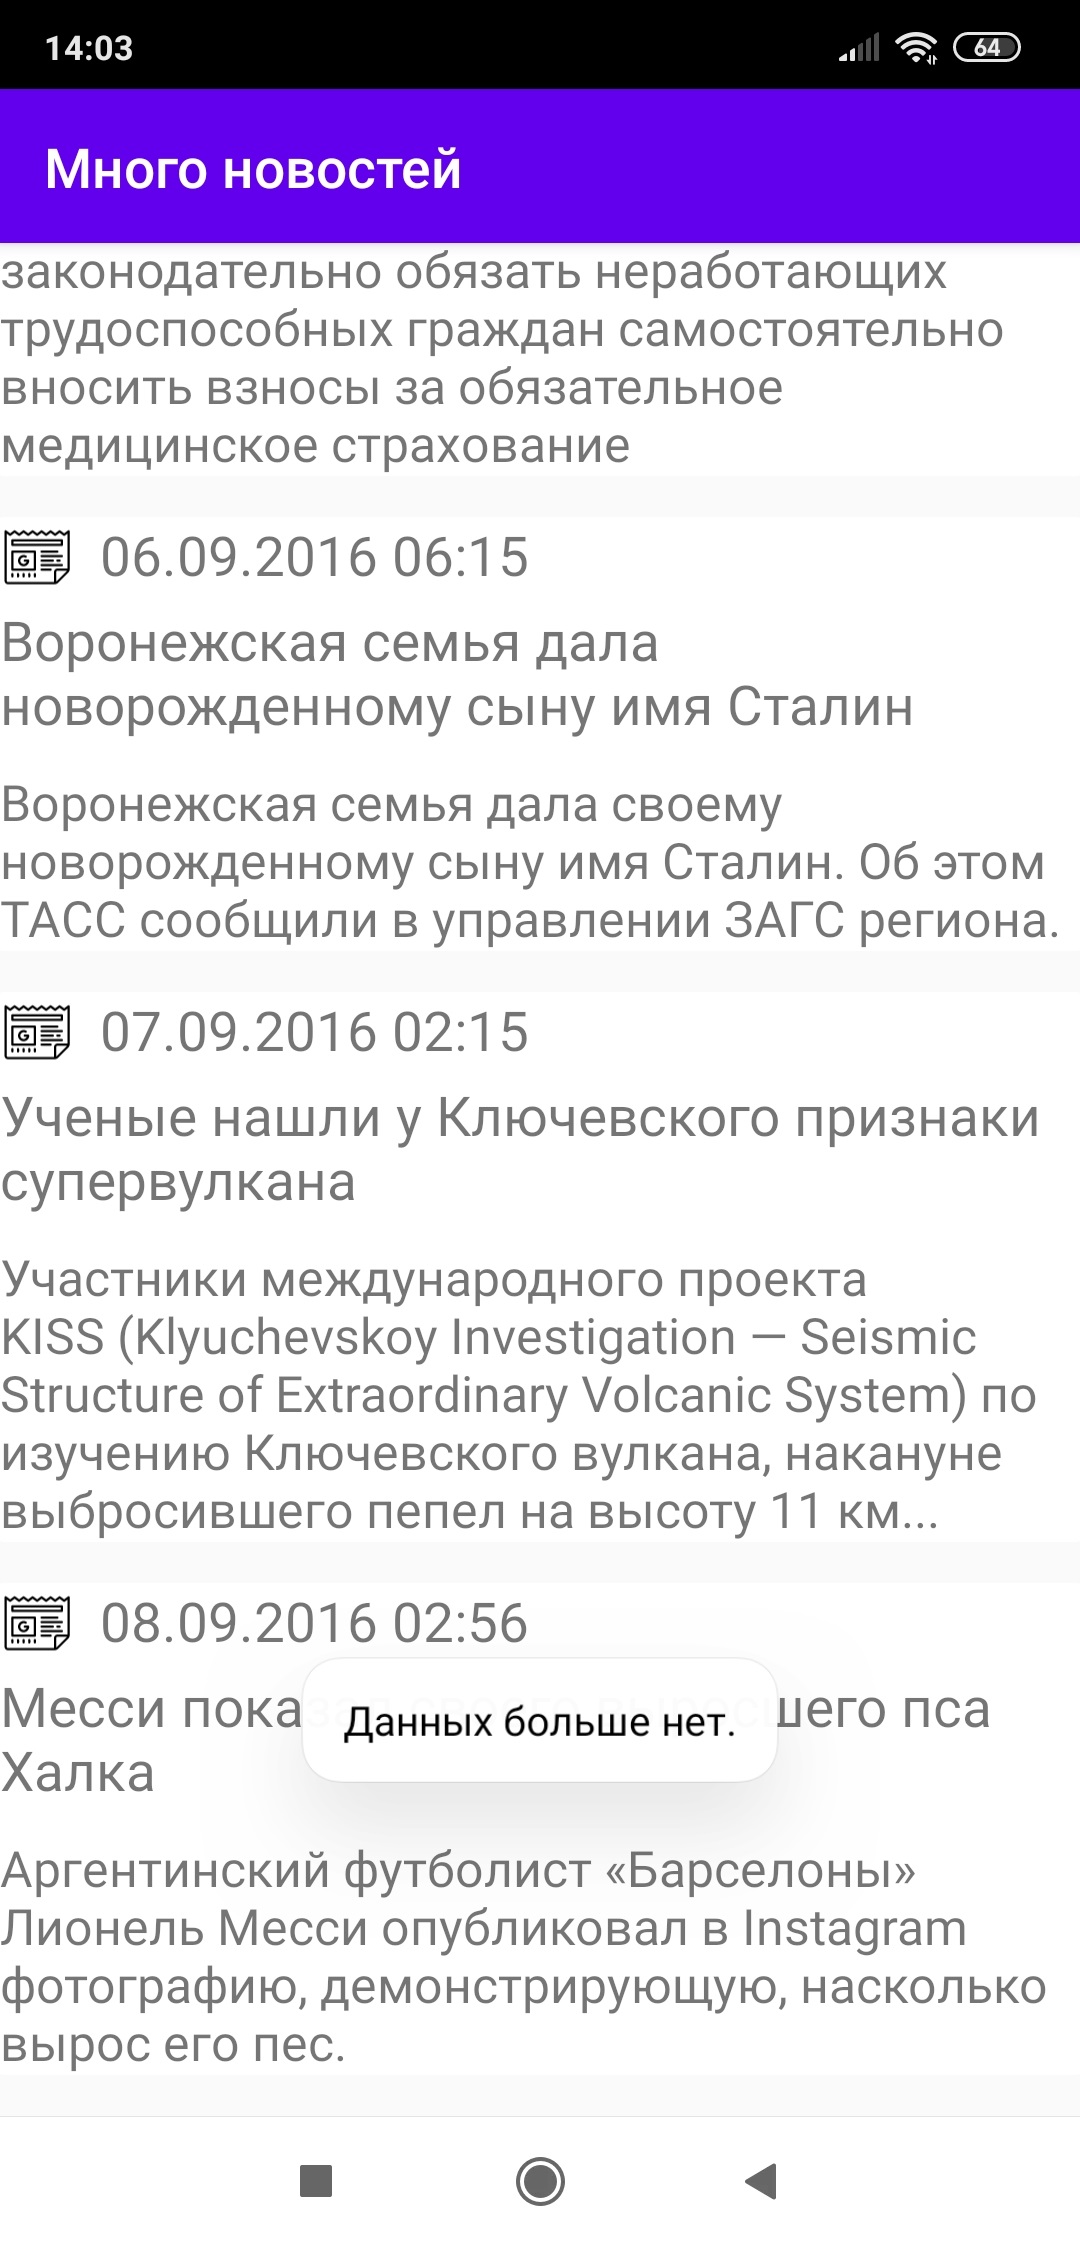 14:03
64
Много новостей
законодательно обязать неработающих
трудоспособных граждан самостоятельно
вносить взносы за обязательное
медицинское страхование
06.09.2016 06:15
Воронежская семья дала
новорожденному сыну имя Сталин
Воронежская семья дала своему
новорожденному сыну имя Сталин. Об этом
ТАСС сообщили в управлении ЗАГС региона.
07.09.2016 02:15
Ученые нашли у Ключевского признаки
супервулкана
Участники международного проекта
KISS (Klyuchevskoy Investigation — Seismic
Structure of Extraordinary Volcanic System) по
изучению Ключевского вулкана, накануне
выбросившего пепел на высоту 11 км...
08.09.2016 02:56
Месси показал своего выросшего пса
Халка
Данных больше нет.
Аргентинский футболист «Барселоны»
Лионель Месси опубликовал в Instagram
фотографию, демонстрирующую, насколько
вырос его пес.